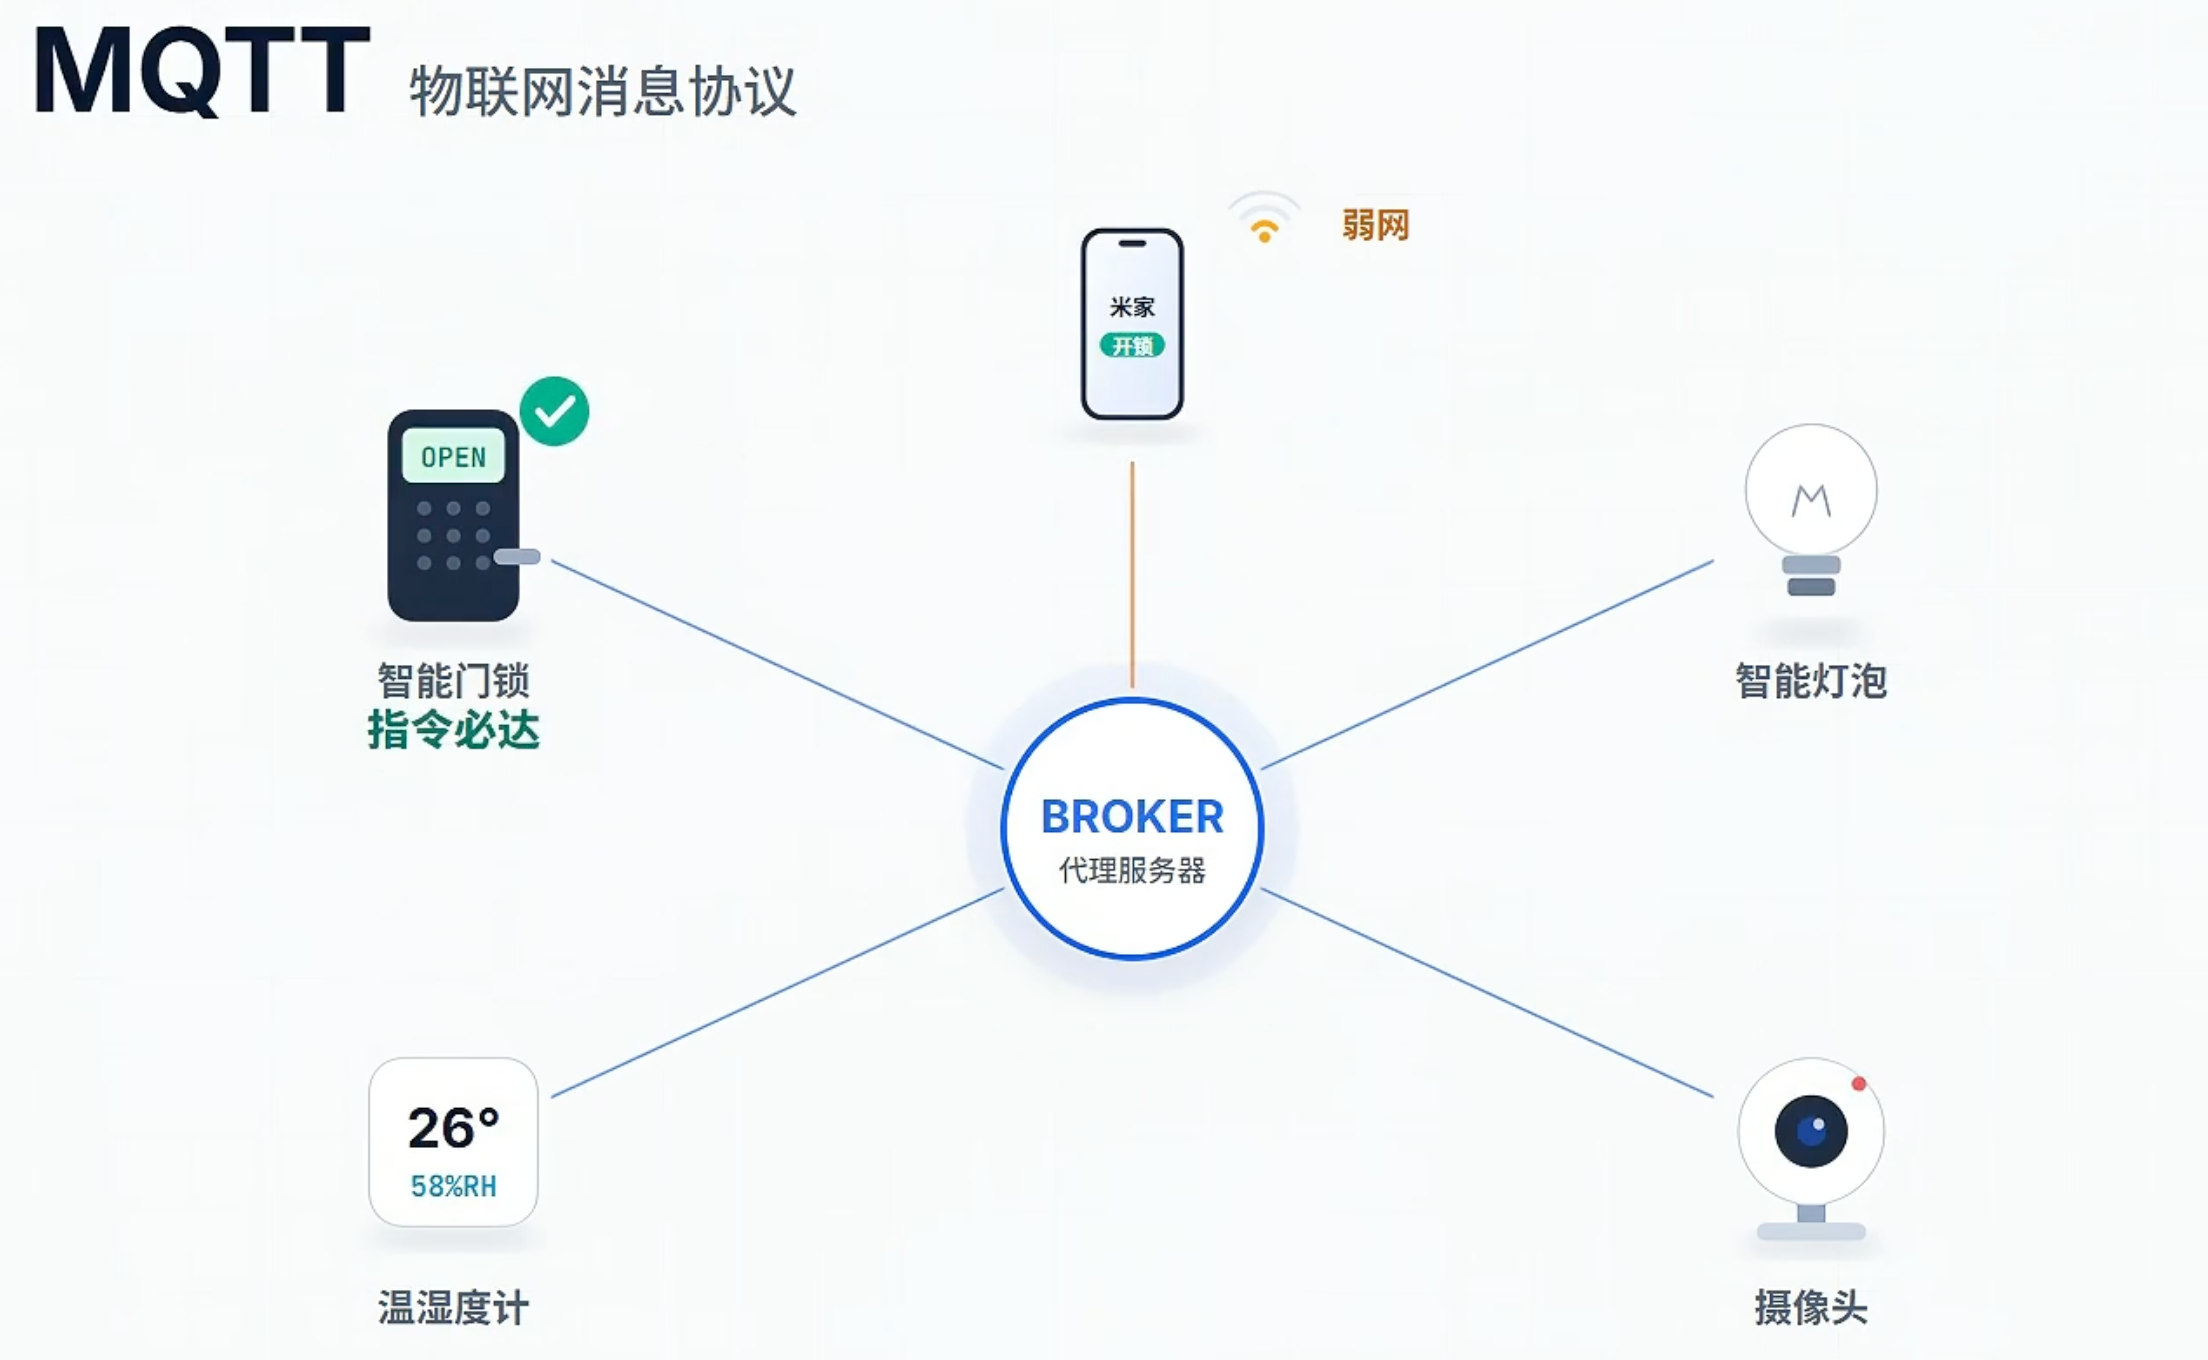 MQTT 物联网消息协议
弱网
米家
开锁
OPEN
智能门锁
指令必达
智能灯泡
BROKER
代理服务器
26°
58%RH
温湿度计
摄像头